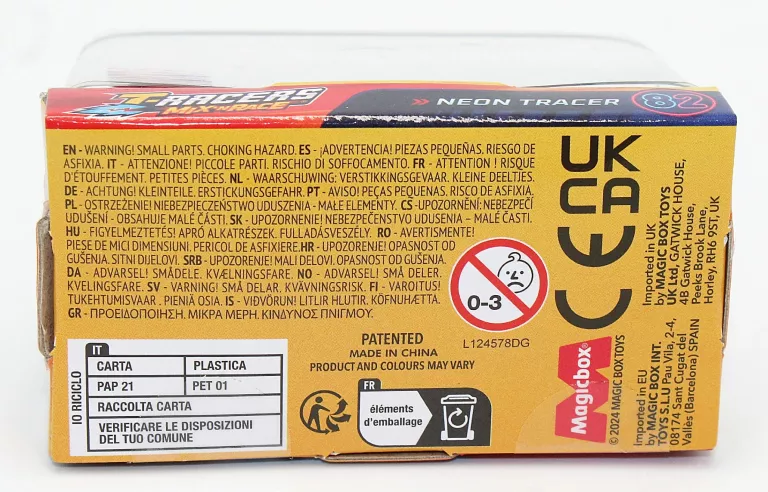 T-RACERS
MIX 'N RACE
» NEON TRACER 82
EN - WARNING! SMALL PARTS. CHOKING HAZARD. ES - ¡ADVERTENCIA! PIEZAS PEQUEÑAS. RIESGO DE
ASFIXIA. IT - ATTENZIONE! PICCOLE PARTI. RISCHIO DI SOFFOCAMENTO. FR - ATTENTION ! RISQUE
D'ÉTOUFFEMENT. PETITES PIÈCES. NL - WAARSCHUWING: VERSTIKKINGSGEVAAR. KLEINE DEELTJES.
DE - ACHTUNG! KLEINTEILE. ERSTICKUNGSGEFAHR. PT - AVISO! PEÇAS PEQUENAS. RISCO DE ASFIXIA.
PL - OSTRZEŻENIE! NIEBEZPIECZEŃSTWO UDUSZENIA - MAŁE ELEMENTY. CS -UPOZORNĚNÍ: NEBEZPEČÍ
UDUŠENÍ - OBSAHUJE MALÉ ČÁSTI. SK - UPOZORNENIE! NEBEZPEČENSTVO UDUSENIA – MALÉ ČASTI.
HU - FIGYELMEZTETÉS! APRÓ ALKATRÉSZEK. FULLADÁSVESZÉLY. RO - AVERTISMENTE!
PIESE DE MICI DIMENSIUNI. PERICOL DE ASFIXIERE.HR - UPOZORENJE! OPASNOST OD
GUŠENJA. SITNI DIJELOVI. SRB - UPOZORENJE! MALI DELOVI. OPASNOST OD GUŠENJA.
DA - ADVARSEL! SMÅDELE. KVÆLNINGSFARE. NO - ADVARSEL! SMÅ DELER.
KVELINGSFARE. SV - VARNING! SMÅ DELAR. KVÄVNINGSRISK. FI - VAROITUS!
TUKEHTUMISVAAR . PIENIÄ OSIA. IS - VIÐVÖRUN! LITLIR HLUTIR. KÖFNUHÆTTA.
GR - ΠΡΟΕΙΔΟΠΟΙΗΣΗ. ΜΙΚΡΑ ΜΕΡΗ. ΚΙΝΔΥΝΟΣ ΠΝΙΓΜΟΥ.
0-3
L124578DG
UK
CA
CE
PATENTED
MADE IN CHINA
PRODUCT AND COLOURS MAY VARY
IO RICICLO
IT
CARTA PLASTICA
PAP 21 PET 01
RACCOLTA CARTA
VERIFICARE LE DISPOSIZIONI
DEL TUO COMUNE
FR
éléments
d'emballage
Magicbox®
© 2024 MAGIC BOX TOYS
Imported in UK
by MAGIC BOX TOYS
UK Ltd, GATWICK HOUSE,
4B Gatwick House,
Peeks Brook Lane,
Horley, RH6 9ST, UK
Imported in EU
by MAGIC BOX INT.
TOYS S.L.U Pau Vila, 2-4,
08174 Sant Cugat del
Vallès (Barcelona) SPAIN